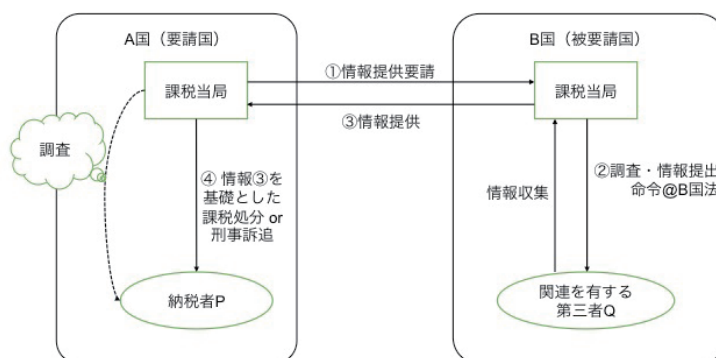 A国（要請国）
B国（被要請国）
課税当局
①情報提供要請
課税当局
③情報提供
調査
④ 情報③を
基礎とした
課税処分 or
刑事訴追
情報収集
②調査・情報提出
命令@B国法
納税者P
関連を有する
第三者Q